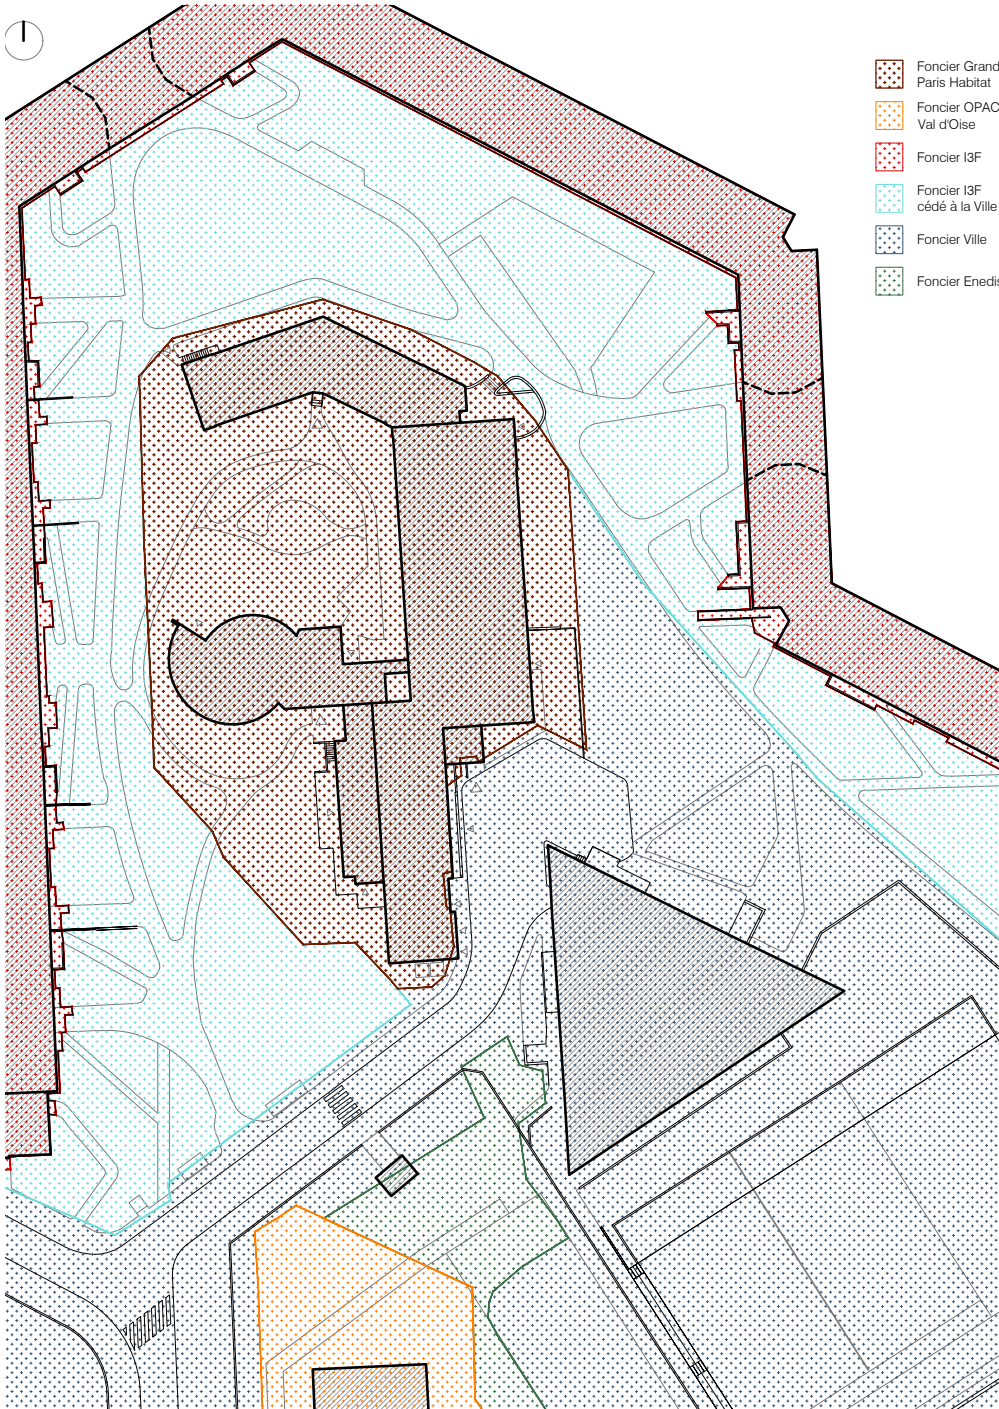 Foncier Grand
Paris Habitat
Foncier OPAC
Val d'Oise
Foncier I3F
Foncier I3F
cédé à la Ville
Foncier Ville
Foncier Enedis